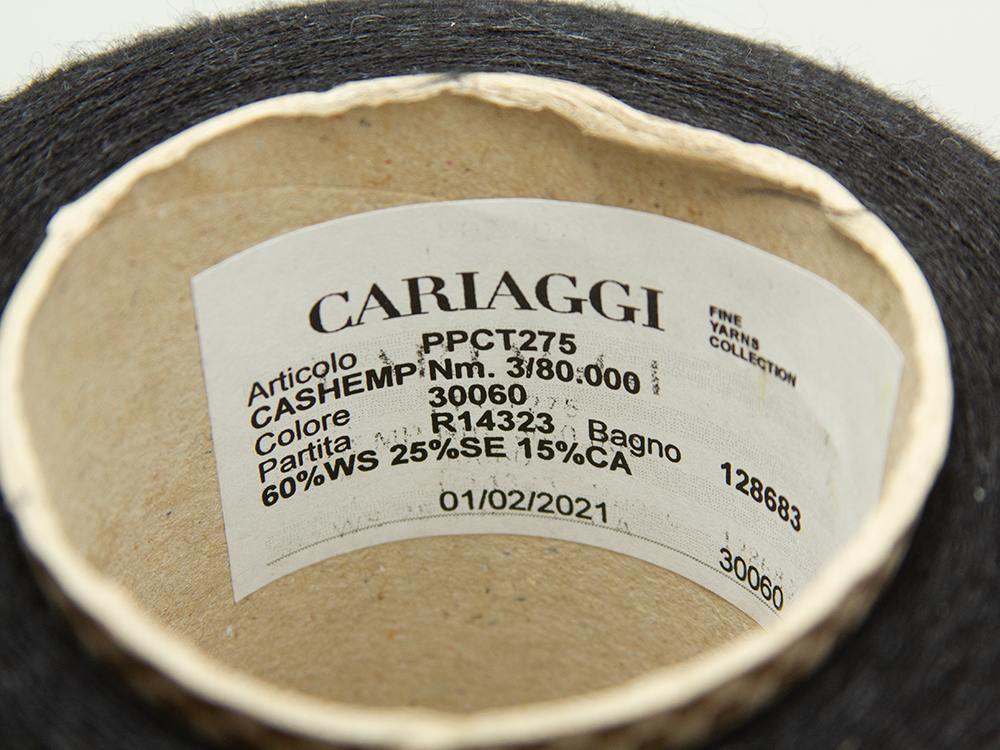 CARIAGGI
FINE
YARNS
COLLECTION
Articolo PPCT275
CASHEMP Nm. 3/80.000
Colore 30060
Partita R14323 Bagno 128683
60%WS 25%SE 15%CA
01/02/2021
30060